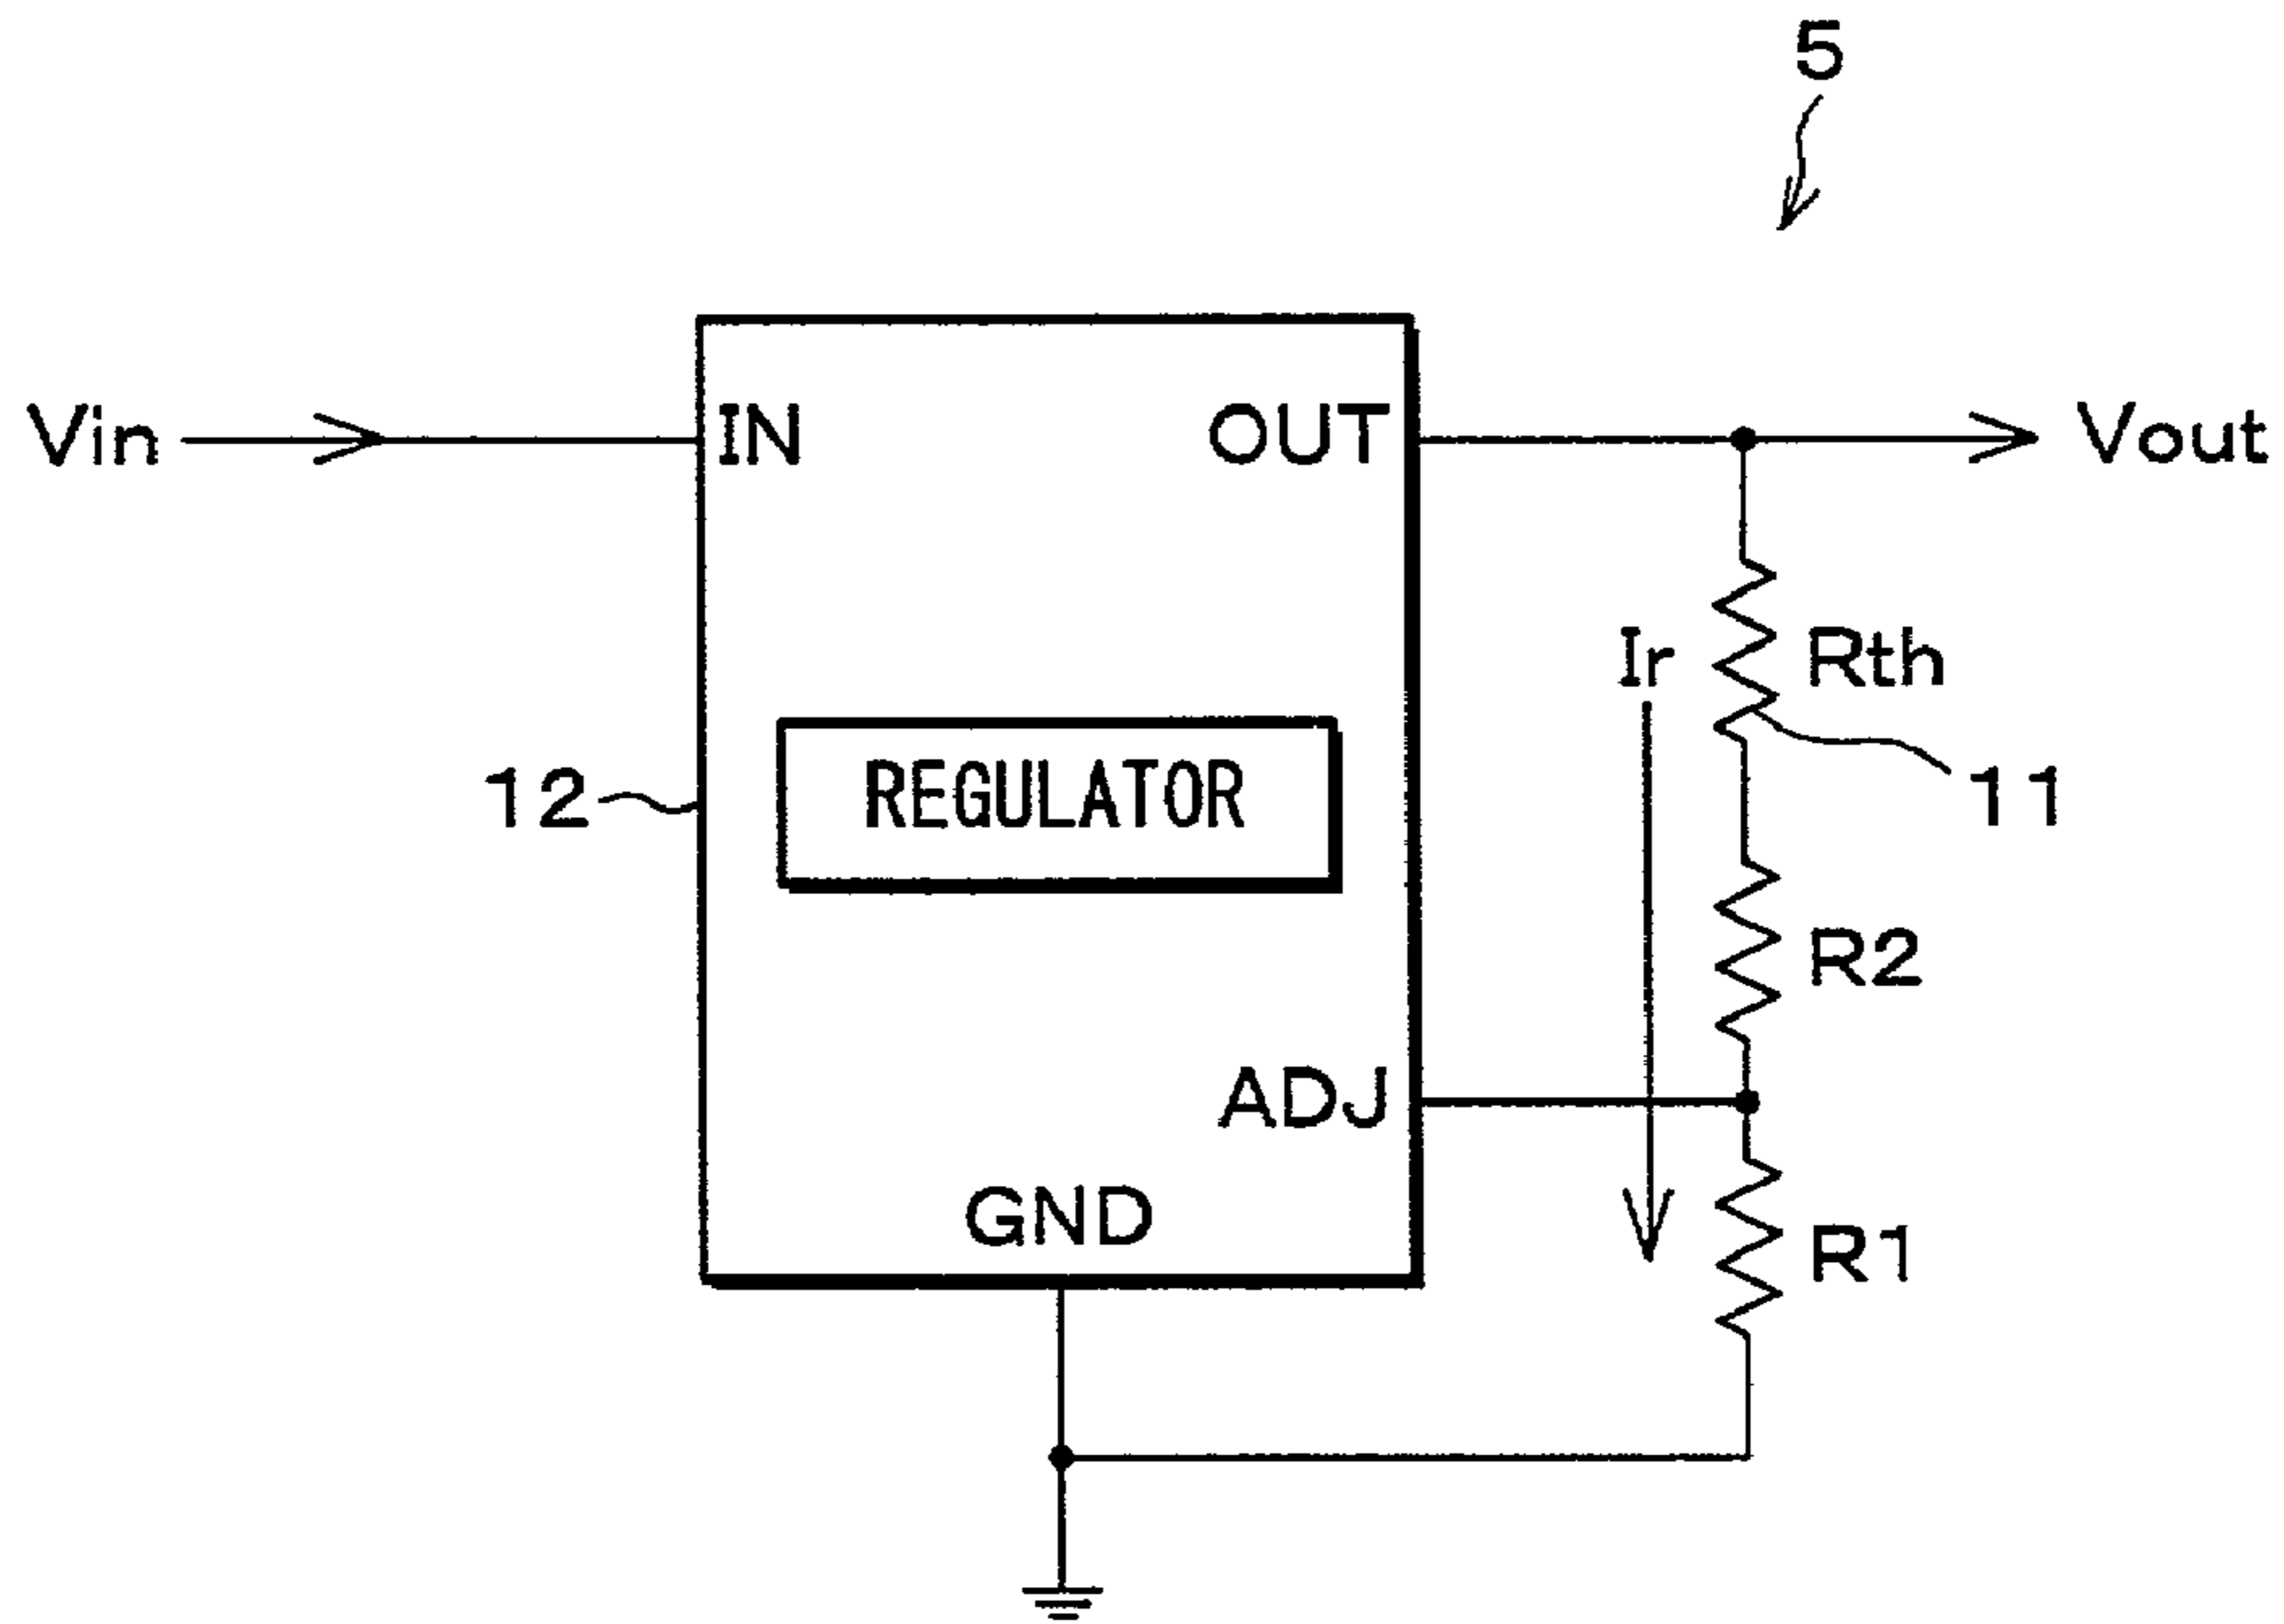 5
Vin
IN
OUT
Vout
Ir
Rth
12
REGULATOR
11
R2
ADJ
GND
R1